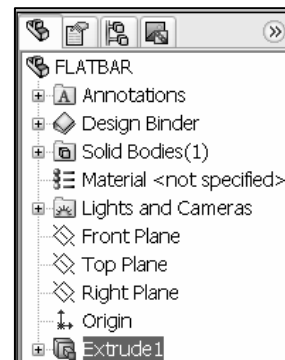 FLATBAR
Annotations
Design Binder
Solid Bodies(1)
Material <not specified>
Lights and Cameras
Front Plane
Top Plane
Right Plane
Origin
Extrude1